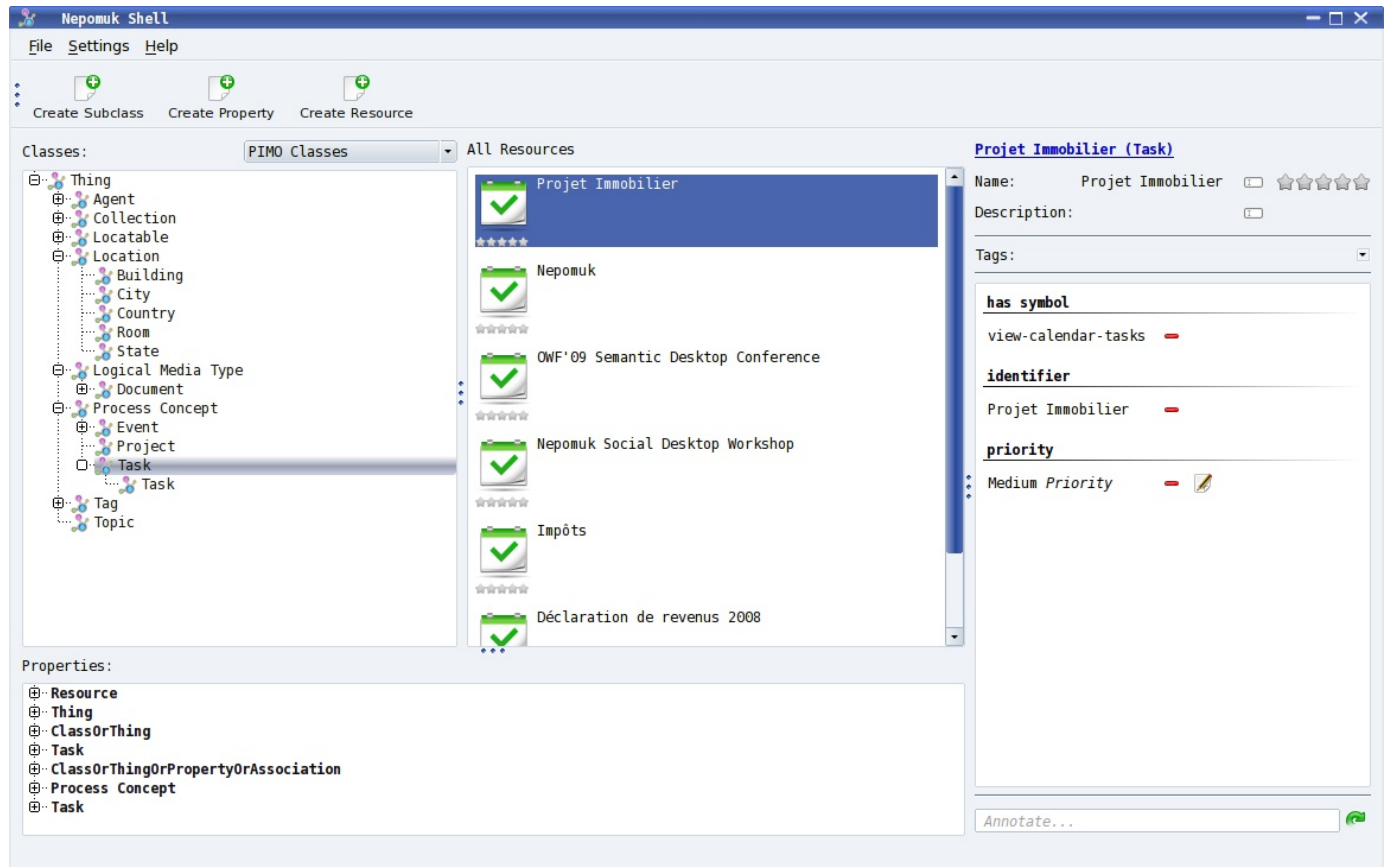 Nepomuk Shell
File Settings Help
Create Subclass Create Property Create Resource
Classes: PIMO Classes
Thing
Agent
Collection
Locatable
Location
Building
City
Country
Room
State
Logical Media Type
Document
Process Concept
Event
Project
Task
Task
Tag
Topic
All Resources
Projet Immobilier
Nepomuk
OWF'09 Semantic Desktop Conference
Nepomuk Social Desktop Workshop
Impôts
Déclaration de revenus 2008
Projet Immobilier (Task)
Name: Projet Immobilier
Description:
Tags:
has symbol
view-calendar-tasks
identifier
Projet Immobilier
priority
Medium Priority
Annotate...
Properties:
Resource
Thing
ClassOrThing
Task
ClassOrThingOrPropertyOrAssociation
Process Concept
Task